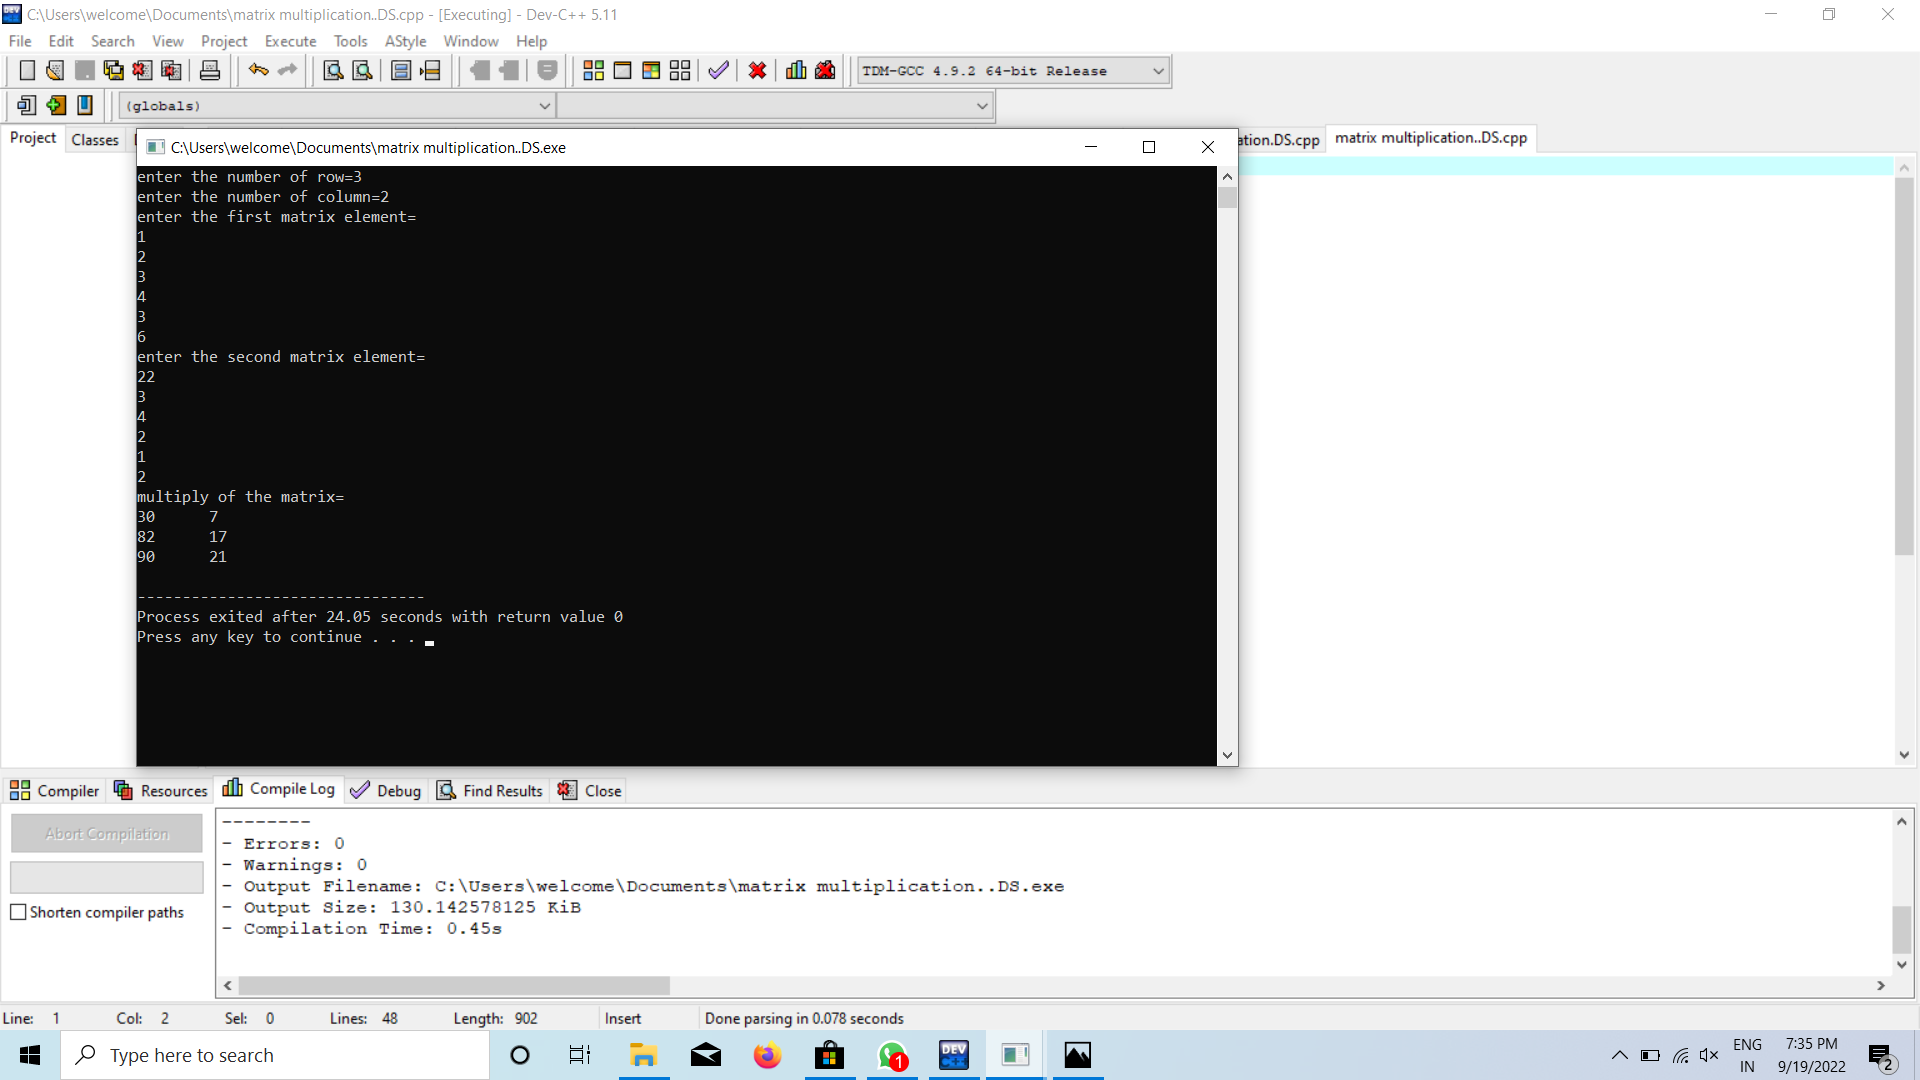 C:\Users\welcome\Documents\matrix multiplication..DS.cpp - [Executing] - Dev-C++ 5.11
File Edit Search View Project Execute Tools AStyle Window Help
TDM-GCC 4.9.2 64-bit Release
(globals)
Project Classes
ation.DS.cpp matrix multiplication..DS.cpp
C:\Users\welcome\Documents\matrix multiplication..DS.exe
enter the number of row=3
enter the number of column=2
enter the first matrix element=
1
2
3
4
3
6
enter the second matrix element=
22
3
4
2
1
2
multiply of the matrix=
30 7
82 17
90 21
--------------------------------
Process exited after 24.05 seconds with return value 0
Press any key to continue . . .
Compiler Resources Compile Log Debug Find Results Close
Abort Compilation
Shorten compiler paths
--------
- Errors: 0
- Warnings: 0
- Output Filename: C:\Users\welcome\Documents\matrix multiplication..DS.exe
- Output Size: 130.142578125 KiB
- Compilation Time: 0.45s
Line: 1 Col: 2 Sel: 0 Lines: 48 Length: 902 Insert Done parsing in 0.078 seconds
Type here to search
1
DEV C++
ENG
IN
7:35 PM
9/19/2022
2